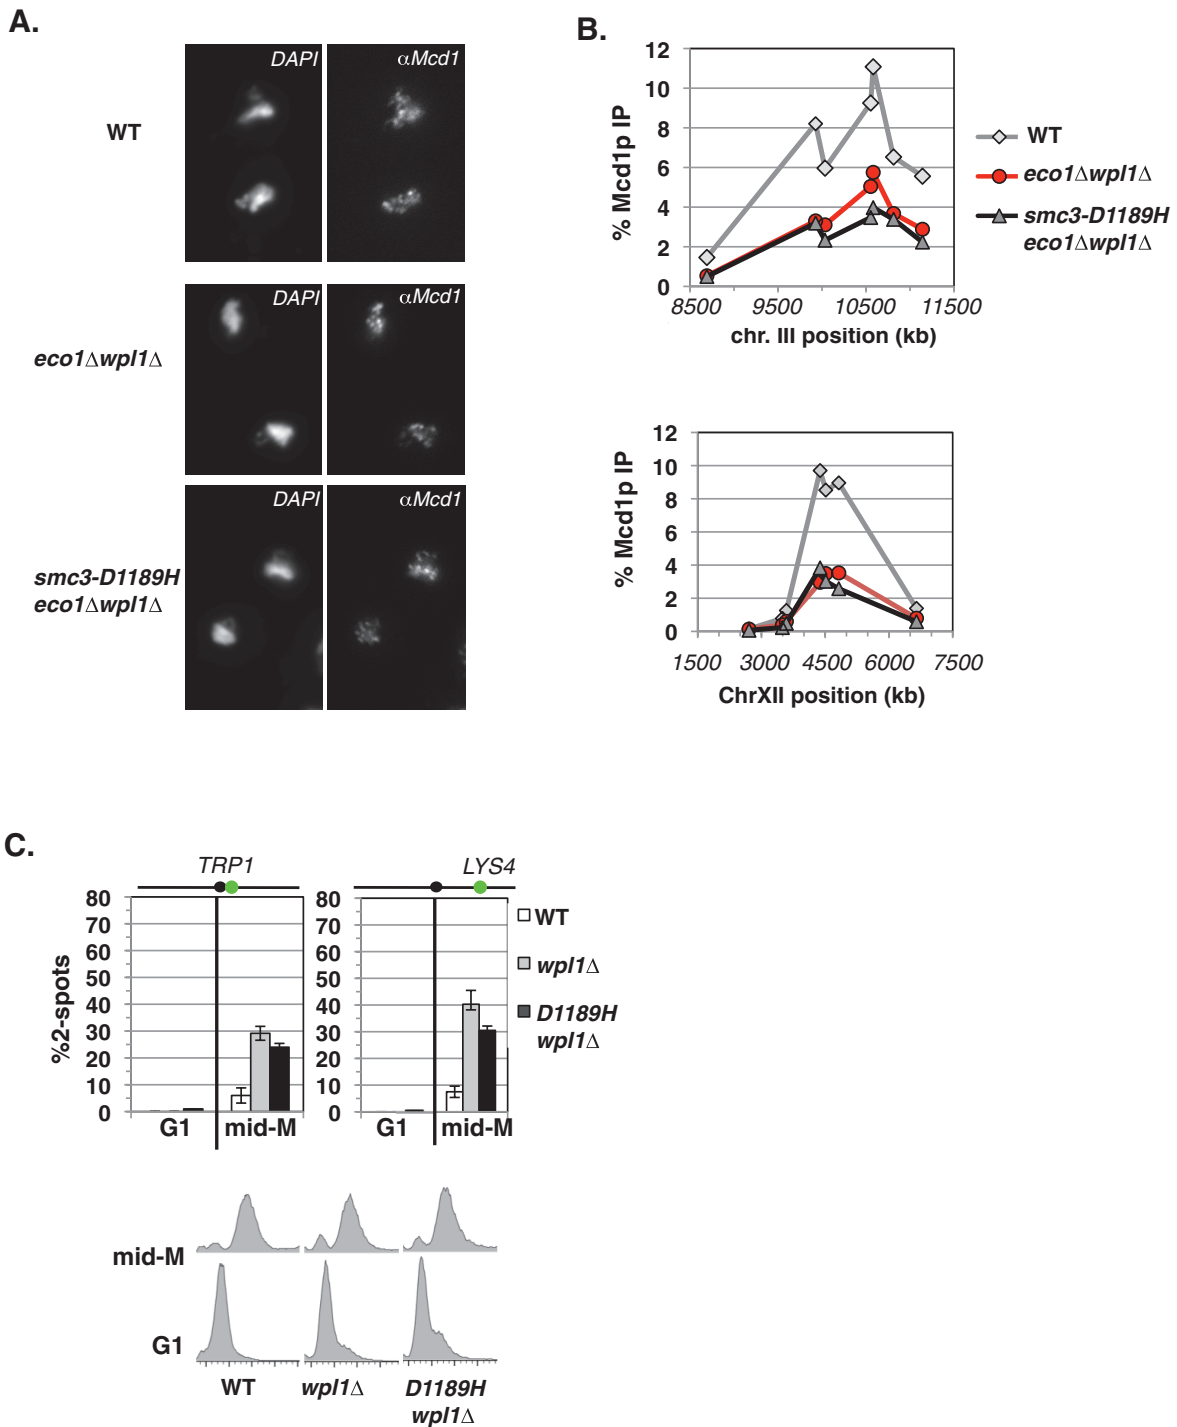 A.
DAPI
αMcd1
WT
DAPI
αMcd1
eco1Δwpl1Δ
DAPI
αMcd1
smc3-D1189H
eco1Δwpl1Δ
B.
12
10
8
6
4
2
0
% Mcd1p IP
8500 9500 10500 11500
chr. III position (kb)
WT
eco1Δwpl1Δ
smc3-D1189H
eco1Δwpl1Δ
12
10
8
6
4
2
0
% Mcd1p IP
1500 3000 4500 6000 7500
ChrXII position (kb)
C.
TRP1
80
70
60
50
40
30
20
10
0
%2-spots
G1 mid-M
LYS4
80
70
60
50
40
30
20
10
0
G1 mid-M
WT
wpl1Δ
D1189H
wpl1Δ
mid-M
G1
WT wpl1Δ D1189H
wpl1Δ